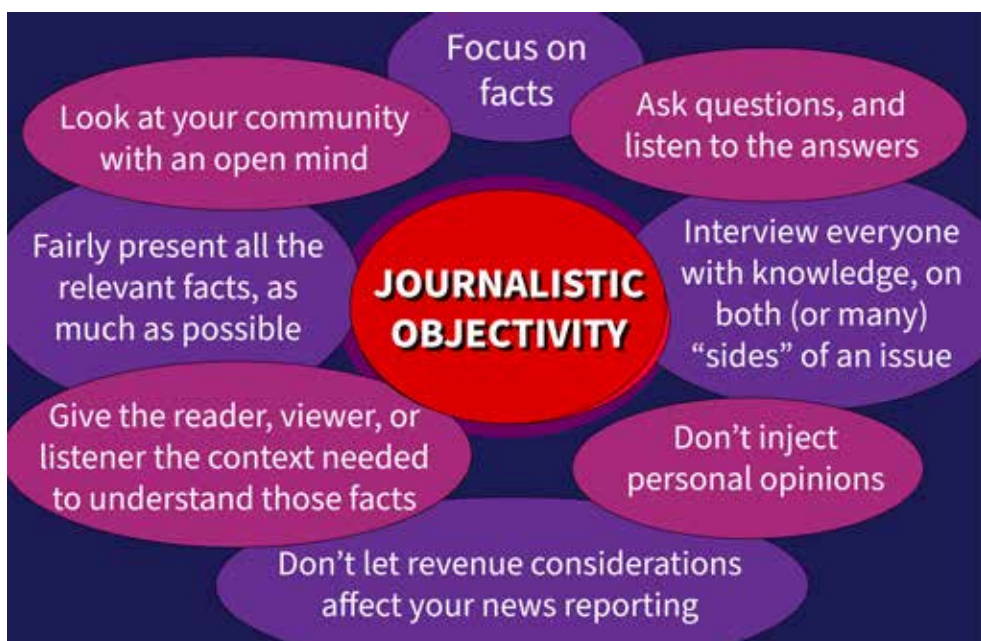 Focus on
facts
Look at your community
with an open mind
Ask questions, and
listen to the answers
Fairly present all the
relevant facts, as
much as possible
JOURNALISTIC
OBJECTIVITY
Interview everyone
with knowledge, on
both (or many)
“sides” of an issue
Give the reader, viewer, or
listener the context needed
to understand those facts
Don’t inject
personal opinions
Don’t let revenue considerations
affect your news reporting